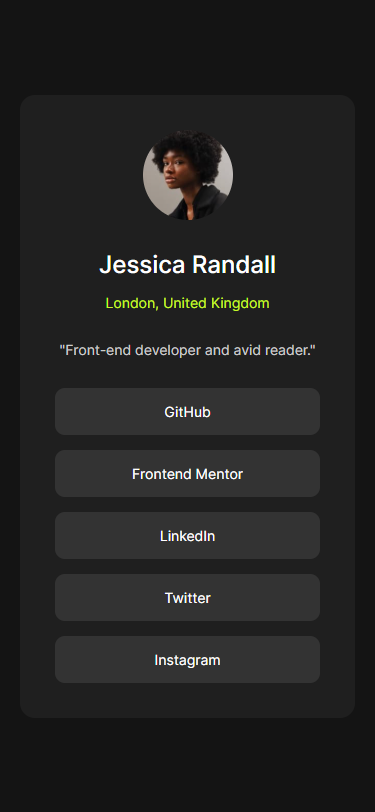 Jessica Randall
London, United Kingdom
"Front-end developer and avid reader."
GitHub
Frontend Mentor
LinkedIn
Twitter
Instagram